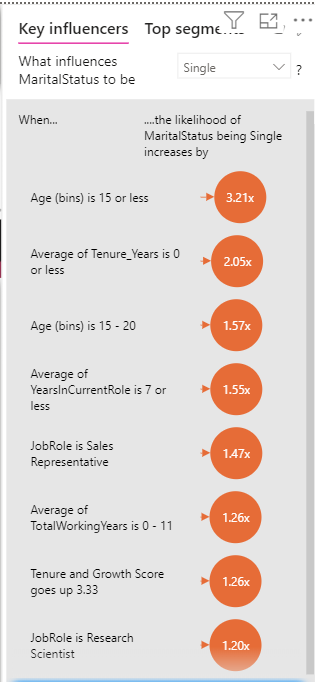 Key influencers Top segments
What influences
MaritalStatus to be
Single
?
When...
....the likelihood of
MaritalStatus being Single
increases by
Age (bins) is 15 or less
3.21x
Average of Tenure_Years is 0
or less
2.05x
Age (bins) is 15 - 20
1.57x
Average of
YearsInCurrentRole is 7 or
less
1.55x
JobRole is Sales
Representative
1.47x
Average of
TotalWorkingYears is 0 - 11
1.26x
Tenure and Growth Score
goes up 3.33
1.26x
JobRole is Research
Scientist
1.20x